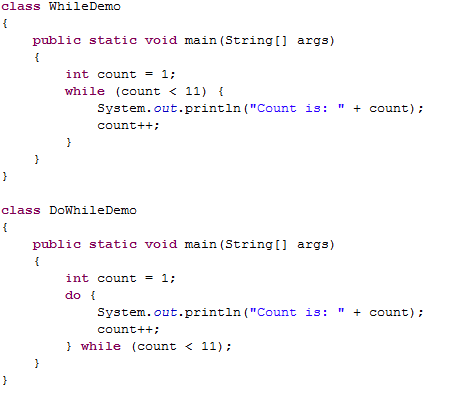 class WhileDemo
{
    public static void main(String[] args)
    {
        int count = 1;
        while (count < 11) {
            System.out.println("Count is: " + count);
            count++;
        }
    }
}

class DoWhileDemo
{
    public static void main(String[] args)
    {
        int count = 1;
        do {
            System.out.println("Count is: " + count);
            count++;
        } while (count < 11);
    }
}